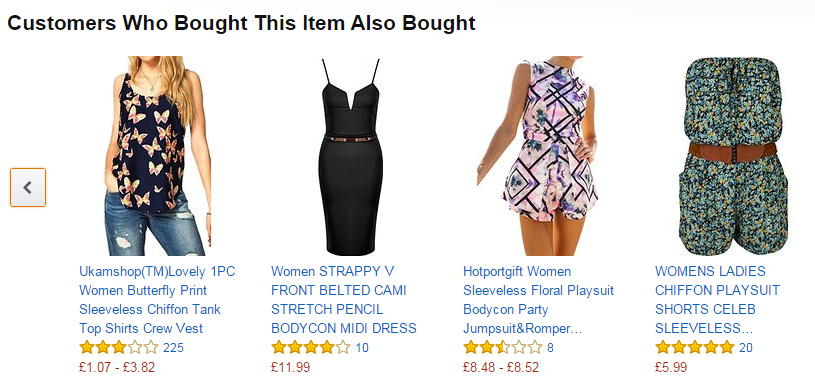 Customers Who Bought This Item Also Bought
Ukamshop(TM)Lovely 1PC
Women Butterfly Print
Sleeveless Chiffon Tank
Top Shirts Crew Vest
225
£1.07 - £3.82
Women STRAPPY V
FRONT BELTED CAMI
STRETCH PENCIL
BODYCON MIDI DRESS
10
£11.99
Hotportgift Women
Sleeveless Floral Playsuit
Bodycon Party
Jumpsuit&Romper...
8
£8.48 - £8.52
WOMENS LADIES
CHIFFON PLAYSUIT
SHORTS CELEB
SLEEVELESS...
20
£5.99